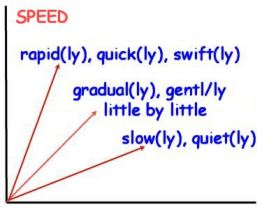 SPEED
rapid(ly), quick(ly), swift(ly)
gradual(ly), gentl/ly
little by little
slow(ly), quiet(ly)